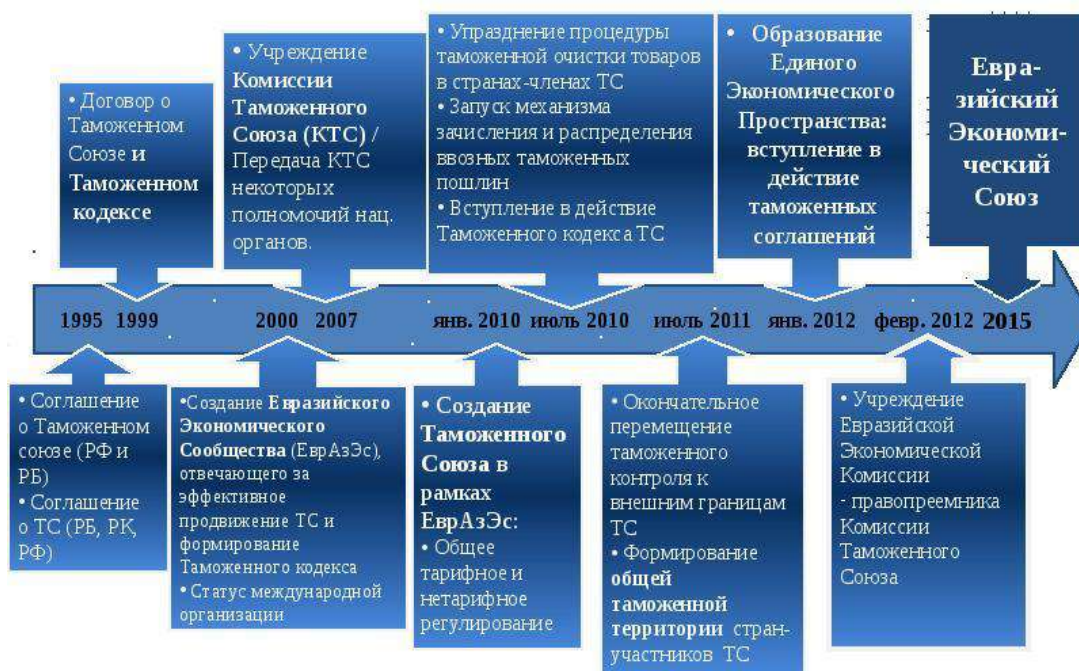 • Договор о
Таможенном
Союзе и
Таможенном
кодексе
• Учреждение
Комиссии
Таможенного
Союза (КТС) /
Передача КТС
некоторых
полномочий нац.
органов.
• Упразднение процедуры
таможенной очистки товаров
в странах-членах ТС
• Запуск механизма
зачисления и распределения
ввозных таможенных
пошлин
• Вступление в действие
Таможенного кодекса ТС
• Образование
Единого
Экономического
Пространства:
вступление в
действие
таможенных
соглашений
Евра-
зийский
Экономи-
ческий
Союз
1995 1999 2000 2007 янв. 2010 июль 2010 июль 2011 янв. 2012 февр. 2012 2015
• Соглашение
о Таможенном
союзе (РФ и
РБ)
• Соглашение
о ТС (РБ, РК,
РФ)
•Создание Евразийского
Экономического
Сообщества (ЕврАзЭс),
отвечающего за
эффективное
продвижение ТС и
формирование
Таможенного кодекса
• Статус международной
организации
• Создание
Таможенного
Союза в
рамках
ЕврАзЭс:
• Общее
тарифное и
нетарифное
регулирование
• Окончательное
перемещение
таможенного
контроля к
внешним границам
ТС
• Формирование
общей
таможенной
территории стран-
участников ТС
• Учреждение
Евразийской
Экономической
Комиссии
- правопреемника
Комиссии
Таможенного
Союза